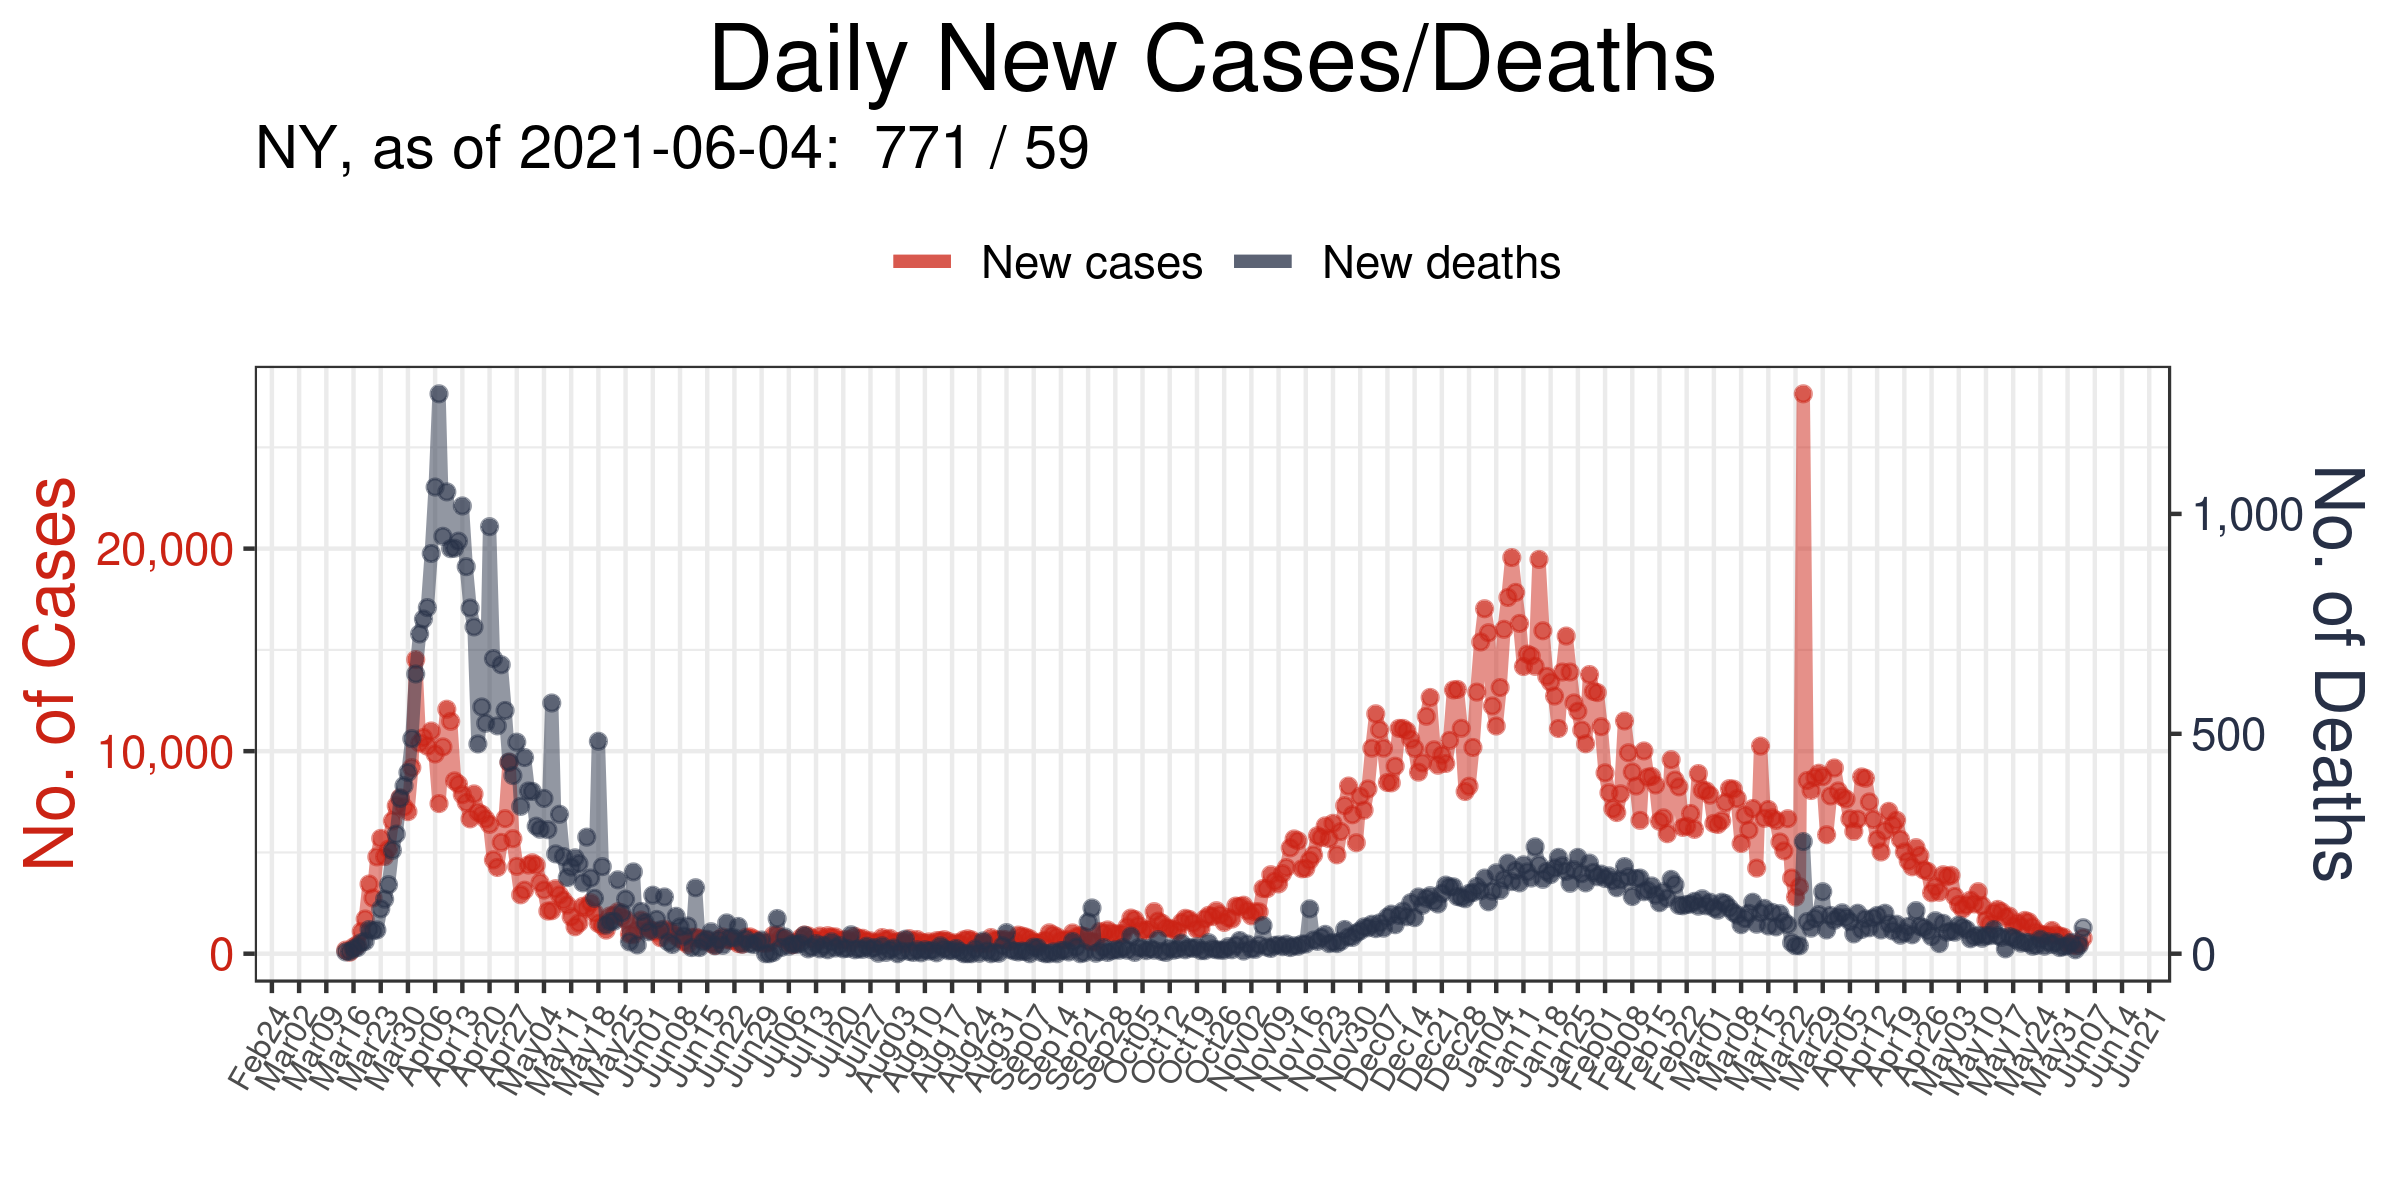 Daily New Cases/Deaths
NY, as of 2021-06-04:  771 / 59
New cases
New deaths
No. of Cases
20,000
10,000
0
1,000
500
0
No. of Deaths
Feb24
Mar02
Mar09
Mar16
Mar23
Mar30
Apr06
Apr13
Apr20
Apr27
May04
May11
May18
May25
Jun01
Jun08
Jun15
Jun22
Jun29
Jul06
Jul13
Jul20
Jul27
Aug03
Aug10
Aug17
Aug24
Aug31
Sep07
Sep14
Sep21
Sep28
Oct05
Oct12
Oct19
Oct26
Nov02
Nov09
Nov16
Nov23
Nov30
Dec07
Dec14
Dec21
Dec28
Jan04
Jan11
Jan18
Jan25
Feb01
Feb08
Feb15
Feb22
Mar01
Mar08
Mar15
Mar22
Mar29
Apr05
Apr12
Apr19
Apr26
May03
May10
May17
May24
May31
Jun07
Jun14
Jun21